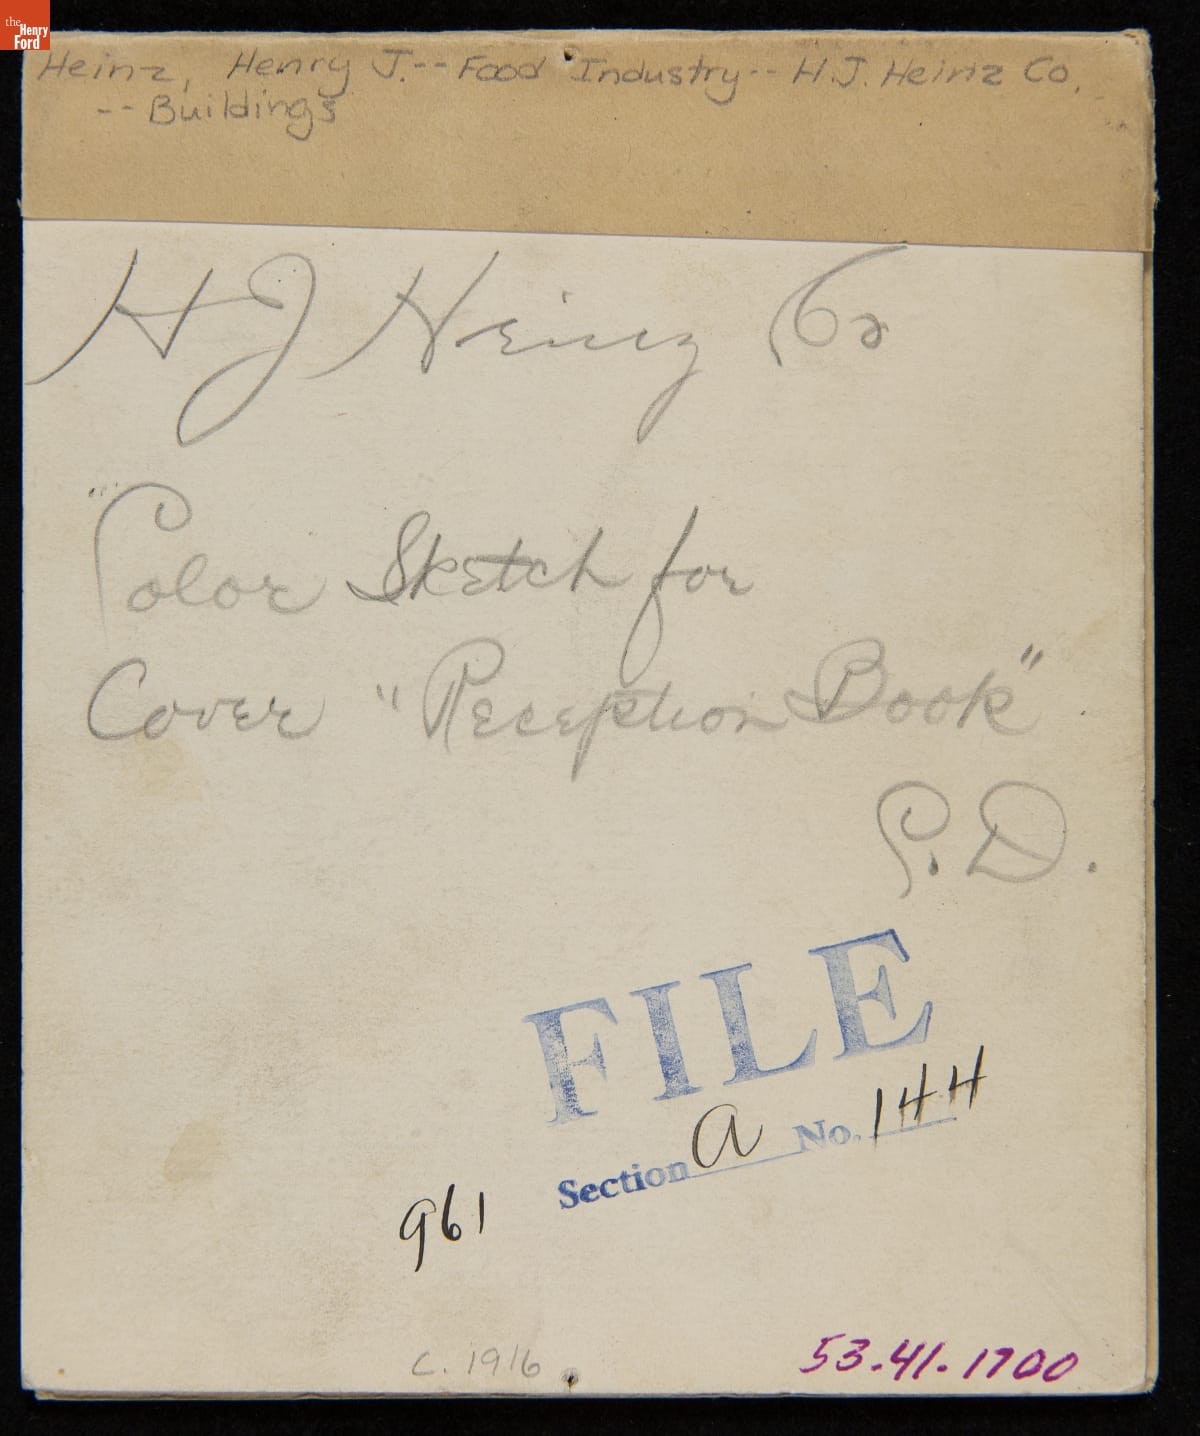 the
Henry
Ford
Heinz, Henry J.--Food Industry--H.J. Heinz Co.
--Buildings
H J Heinz Co
"Color Sketch for
Cover "Reception Book"
P.D.
FILE
Section a No. 144
961
c. 1916
53.41.1700